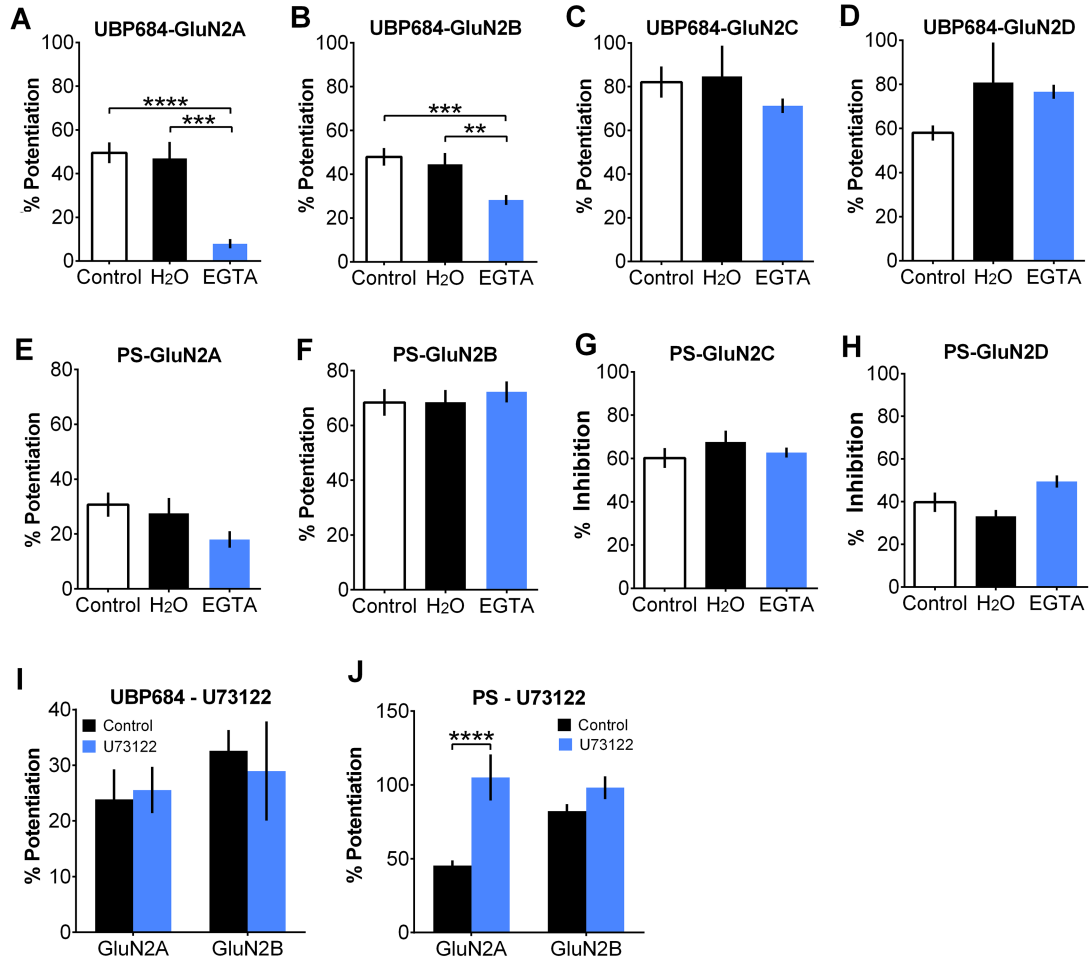 A
UBP684-GluN2A
% Potentiation
100
80
60
40
20
0
****
***
Control H2O EGTA
B
UBP684-GluN2B
% Potentiation
100
80
60
40
20
0
***
**
Control H2O EGTA
C
UBP684-GluN2C
% Potentiation
100
80
60
40
20
0
Control H2O EGTA
D
UBP684-GluN2D
% Potentiation
100
80
60
40
20
0
Control H2O EGTA
E
PS-GluN2A
% Potentiation
80
60
40
20
0
Control H2O EGTA
F
PS-GluN2B
% Potentiation
80
60
40
20
0
Control H2O EGTA
G
PS-GluN2C
% Inhibition
100
80
60
40
20
0
Control H2O EGTA
H
PS-GluN2D
% Inhibition
100
80
60
40
20
0
Control H2O EGTA
I
UBP684 - U73122
% Potentiation
40
30
20
10
0
Control
U73122
GluN2A GluN2B
J
PS - U73122
% Potentiation
150
100
50
0
****
Control
U73122
GluN2A GluN2B